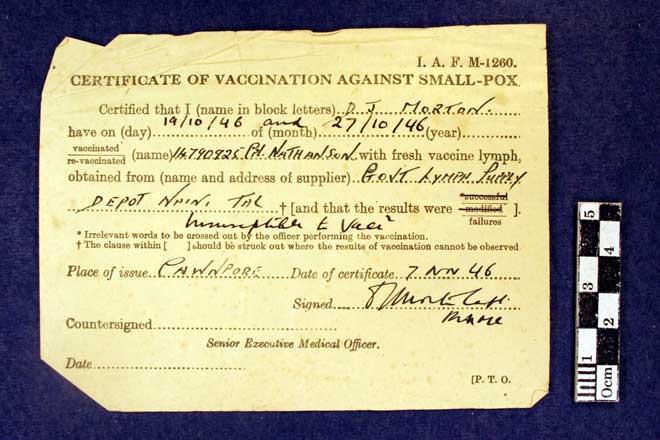 I. A. F. M-1260.
CERTIFICATE OF VACCINATION AGAINST SMALL-POX.
Certified that I (name in block letters) D. J. MORTON.
have on (day) 19/10/46 and of (month) 27/10/46 (year)
vaccinated
re-vaccinated (name) 14790825 NATHANSON with fresh vaccine lymph,
obtained from (name and address of supplier) GOVT LYMPH SUPPLY
DEPOT NAINI TAL † [and that the results were *successful modified failures ].
Insusceptible to Vacc
* Irrelevant words to be crossed out by the officer performing the vaccination.
† The clause within [ ] should be struck out where the results of vaccination cannot be observed
Place of issue CAWNPORE Date of certificate 7 NOV 46
Signed
Countersigned
Senior Executive Medical Officer.
Date
[P. T. O.
0cm 1 2 3 4 5